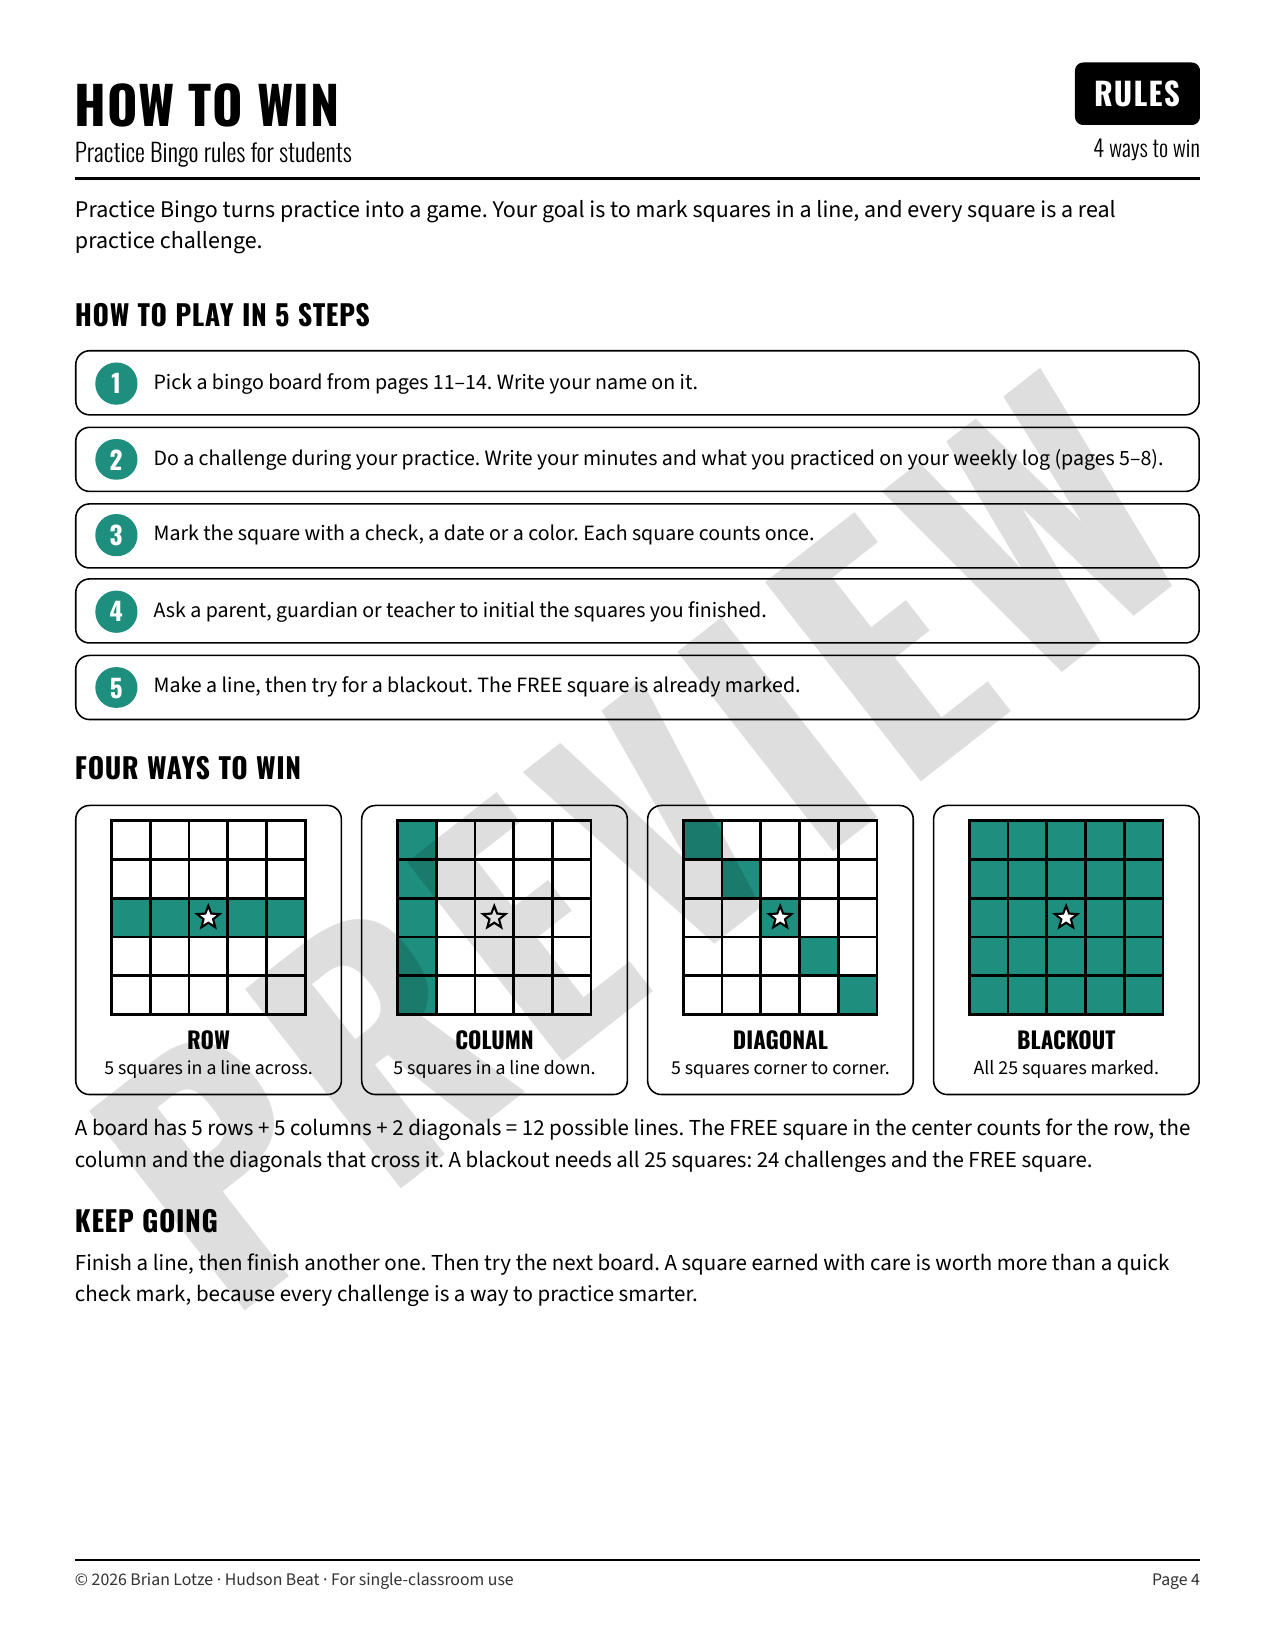 HOW TO WIN
RULES
Practice Bingo rules for students
4 ways to win
Practice Bingo turns practice into a game. Your goal is to mark squares in a line, and every square is a real
practice challenge.
HOW TO PLAY IN 5 STEPS
1 Pick a bingo board from pages 11–14. Write your name on it.
2 Do a challenge during your practice. Write your minutes and what you practiced on your weekly log (pages 5–8).
3 Mark the square with a check, a date or a color. Each square counts once.
4 Ask a parent, guardian or teacher to initial the squares you finished.
5 Make a line, then try for a blackout. The FREE square is already marked.
FOUR WAYS TO WIN
ROW
5 squares in a line across.
COLUMN
5 squares in a line down.
DIAGONAL
5 squares corner to corner.
BLACKOUT
All 25 squares marked.
A board has 5 rows + 5 columns + 2 diagonals = 12 possible lines. The FREE square in the center counts for the row, the
column and the diagonals that cross it. A blackout needs all 25 squares: 24 challenges and the FREE square.
KEEP GOING
Finish a line, then finish another one. Then try the next board. A square earned with care is worth more than a quick
check mark, because every challenge is a way to practice smarter.
© 2026 Brian Lotze · Hudson Beat · For single-classroom use
Page 4
PREVIEW